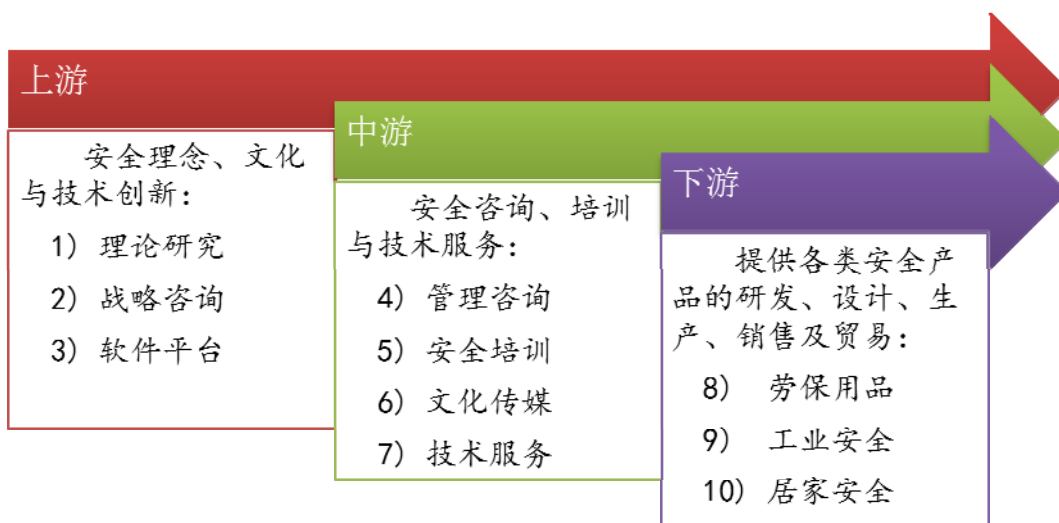 上游
安全理念、文化
与技术创新：
1) 理论研究
2) 战略咨询
3) 软件平台
中游
安全咨询、培训
与技术服务：
4) 管理咨询
5) 安全培训
6) 文化传媒
7) 技术服务
下游
提供各类安全产
品的研发、设计、生
产、销售及贸易：
8) 劳保用品
9) 工业安全
10) 居家安全